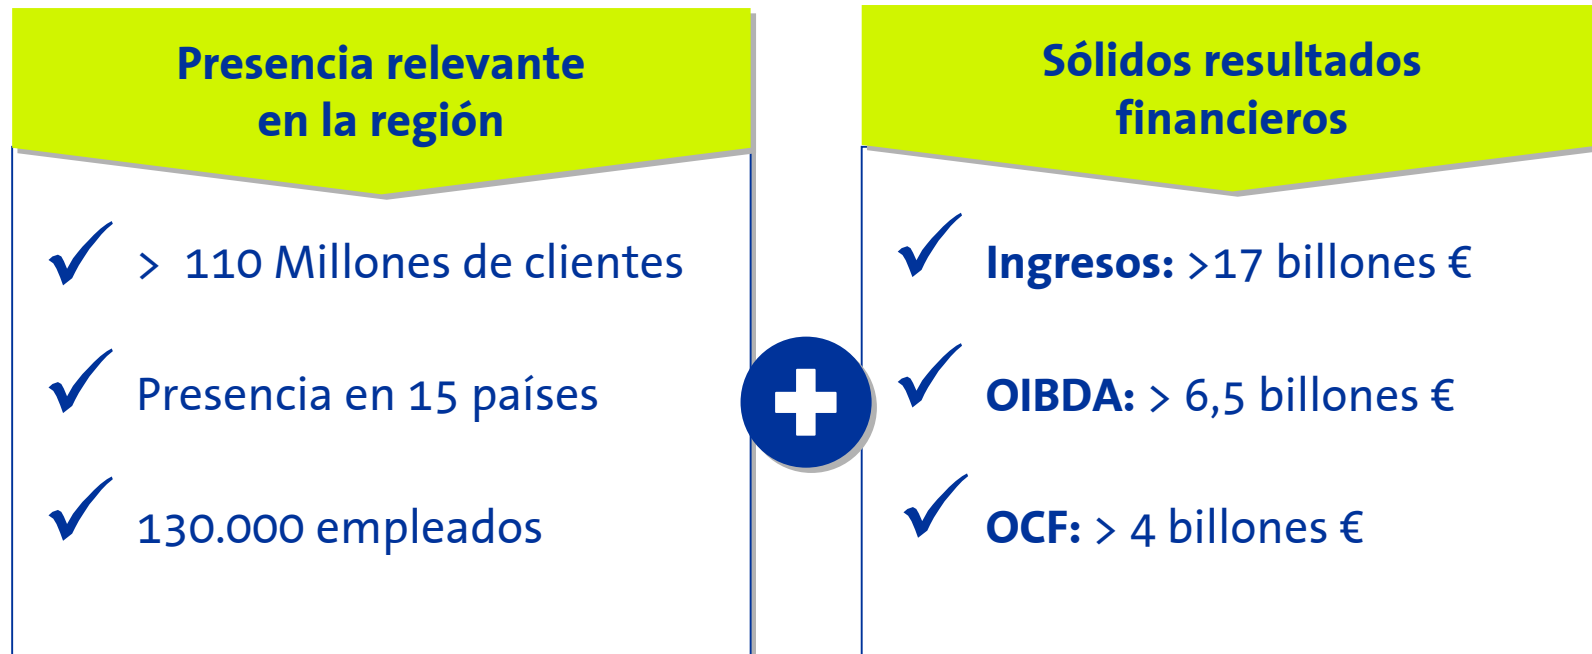 Presencia relevante
en la región
> 110 Millones de clientes
Presencia en 15 países
130.000 empleados
Sólidos resultados
financieros
Ingresos: >17 billones €
OIBDA: > 6,5 billones €
OCF: > 4 billones €